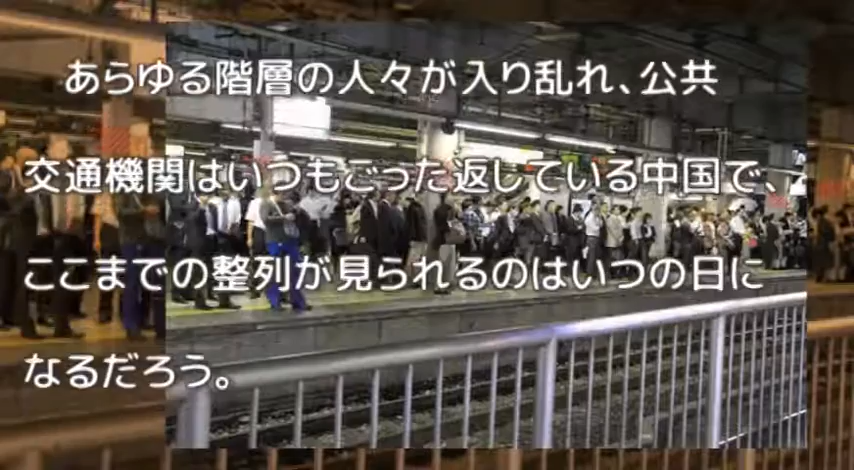 あらゆる階層の人々が入り乱れ、公共
交通機関はいつもごった返している中国で、
ここまでの整列が見られるのはいつの日に
なるだろう。